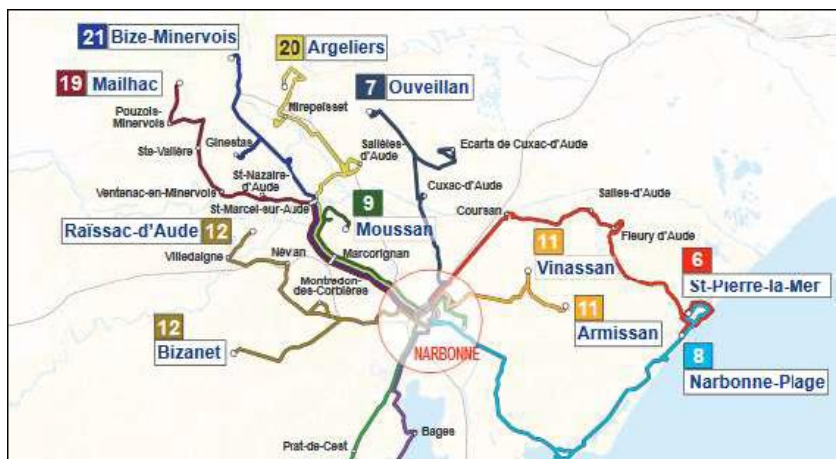 21 Bize-Minervois
20 Argeliers
19 Mailhac
7 Ouveillan
Mirepeisset
Pouzols-
Minervois
Ginestas
Sallèles-
d'Aude
Ecarts de Cuxac-d'Aude
Ste-Valière
St-Nazaire-
d'Aude
Cuxac-d'Aude
Salles-d'Aude
Ventenac-en-Minervois
St-Marcel-sur-Aude
9
Moussan
Coursan
Raïssac-d'Aude 12
Fleury d'Aude
Villedaigne
Névian
Marcorignan
11
Vinassan
6
St-Pierre-la-Mer
Montredon-
des-Corbières
11
Armissan
12
Bizanet
NARBONNE
8
Narbonne-Plage
Bages
Prat-de-Cest